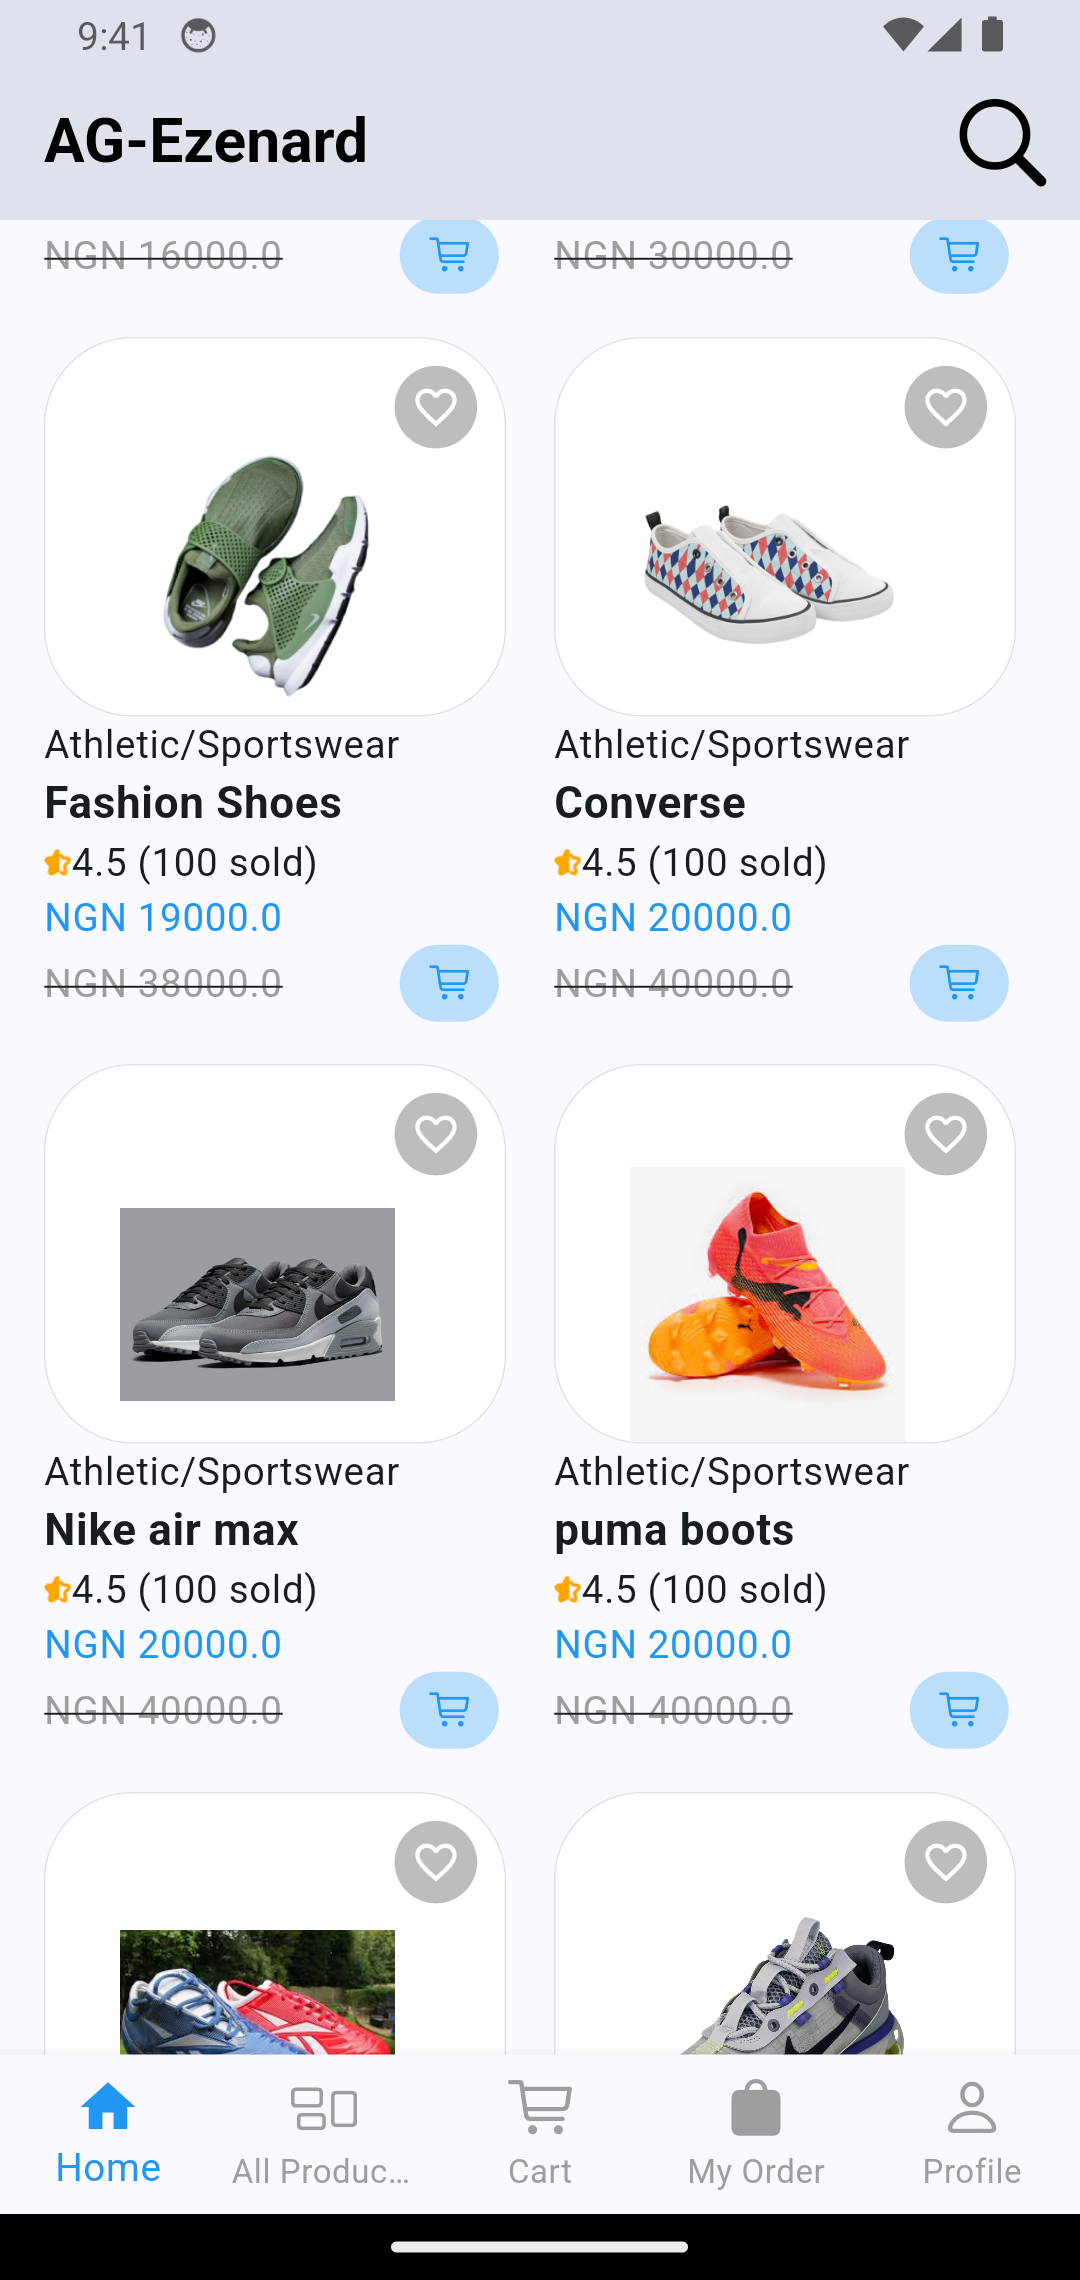 9:41
AG-Ezenard
NGN 16000.0
NGN 30000.0
Athletic/Sportswear
Fashion Shoes
4.5 (100 sold)
NGN 19000.0
NGN 38000.0
Athletic/Sportswear
Converse
4.5 (100 sold)
NGN 20000.0
NGN 40000.0
Athletic/Sportswear
Nike air max
4.5 (100 sold)
NGN 20000.0
NGN 40000.0
Athletic/Sportswear
puma boots
4.5 (100 sold)
NGN 20000.0
NGN 40000.0
Home
All Produc...
Cart
My Order
Profile